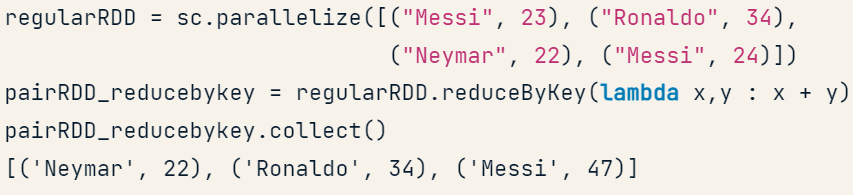 regularRDD = sc.parallelize([("Messi", 23), ("Ronaldo", 34),
("Neymar", 22), ("Messi", 24)])
pairRDD_reducebykey = regularRDD.reduceByKey(lambda x,y : x + y)
pairRDD_reducebykey.collect()
[('Neymar', 22), ('Ronaldo', 34), ('Messi', 47)]